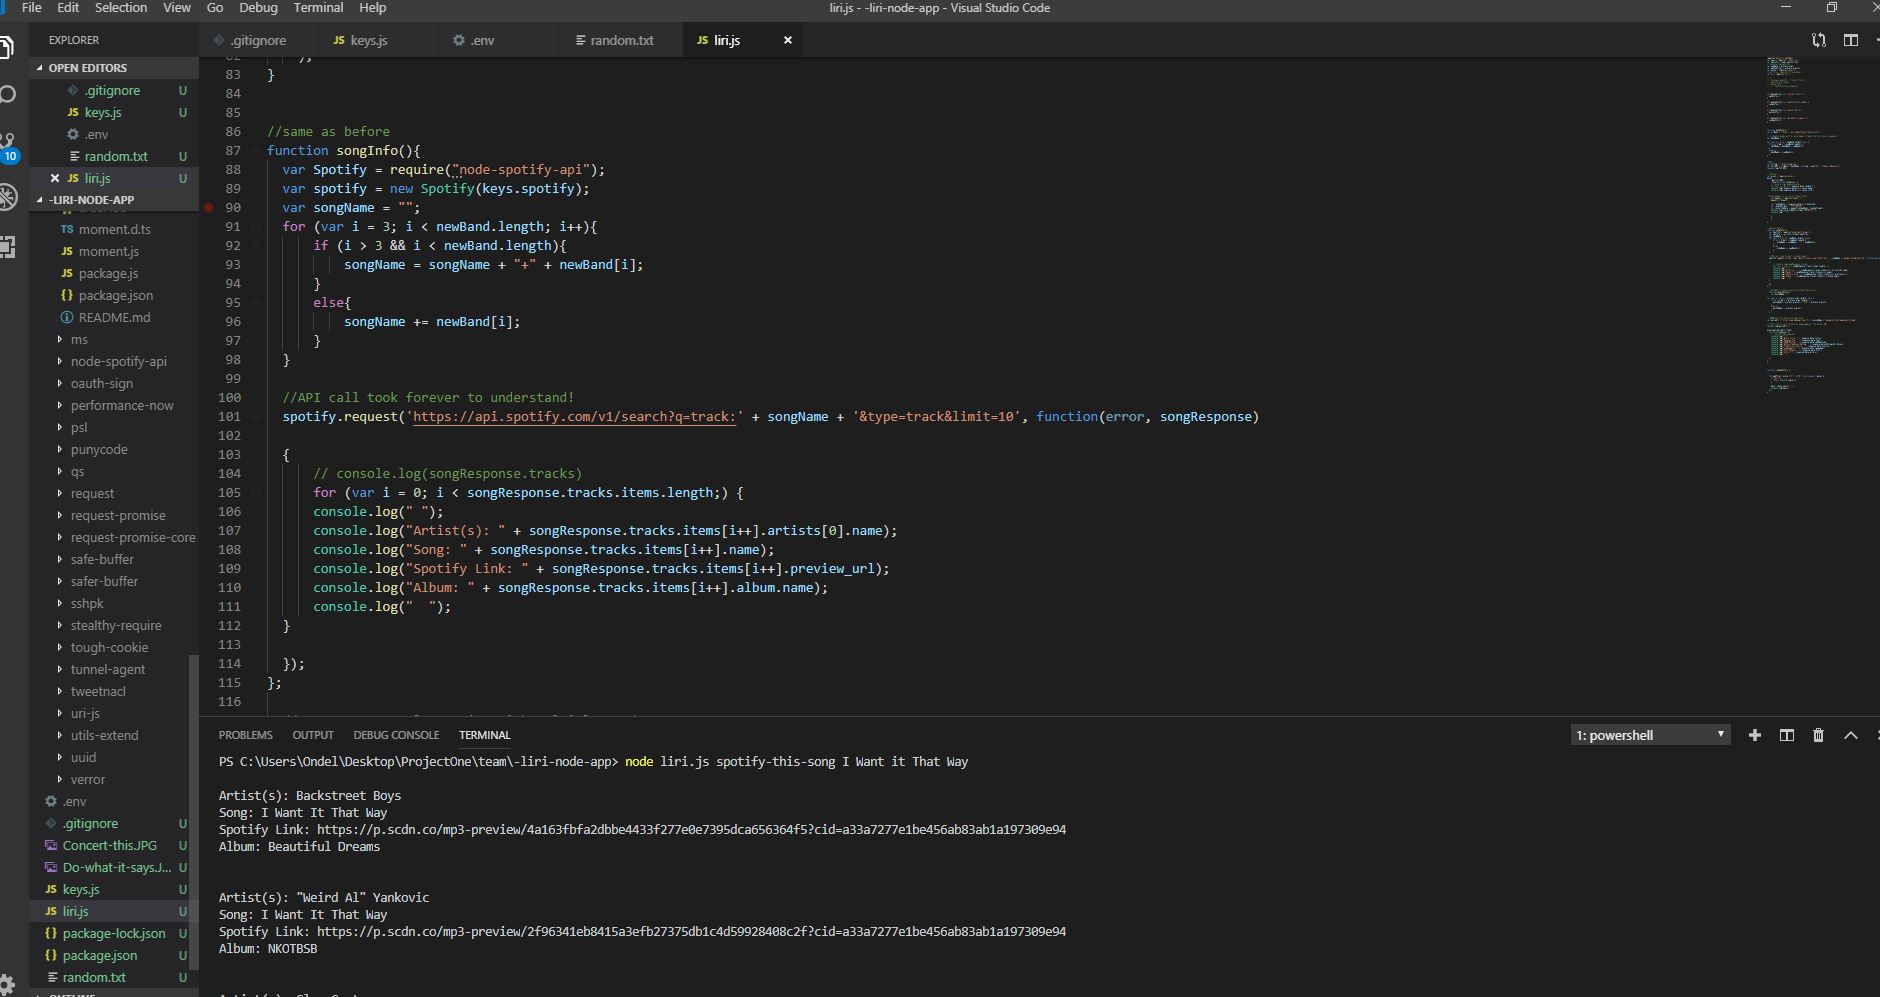 File Edit Selection View Go Debug Terminal Help
liri.js - -liri-node-app - Visual Studio Code
EXPLORER
OPEN EDITORS
.gitignore U
keys.js U
.env
random.txt U
liri.js U
-LIRI-NODE-APP
TS moment.d.ts
JS moment.js
JS package.js
{} package.json
README.md
ms
node-spotify-api
oauth-sign
performance-now
psl
punycode
qs
request
request-promise
request-promise-core
safe-buffer
safer-buffer
sshpk
stealthy-require
tough-cookie
tunnel-agent
tweetnacl
uri-js
utils-extend
uuid
verror
.env
.gitignore U
Concert-this.JPG U
Do-what-it-says.J... U
JS keys.js U
JS liri.js U
{} package-lock.json U
{} package.json U
random.txt U
OUTLINE
10
.gitignore JS keys.js .env random.txt JS liri.js
82 );
83 }
84
85
86 //same as before
87 function songInfo(){
88 var Spotify = require("node-spotify-api");
89 var spotify = new Spotify(keys.spotify);
90 var songName = "";
91 for (var i = 3; i < newBand.length; i++){
92 if (i > 3 && i < newBand.length){
93 songName = songName + "+" + newBand[i];
94 }
95 else{
96 songName += newBand[i];
97 }
98 }
99
100 //API call took forever to understand!
101 spotify.request('https://api.spotify.com/v1/search?q=track:' + songName + '&type=track&limit=10', function(error, songResponse)
102
103 {
104 // console.log(songResponse.tracks)
105 for (var i = 0; i < songResponse.tracks.items.length;) {
106 console.log(" ");
107 console.log("Artist(s): " + songResponse.tracks.items[i++].artists[0].name);
108 console.log("Song: " + songResponse.tracks.items[i++].name);
109 console.log("Spotify Link: " + songResponse.tracks.items[i++].preview_url);
110 console.log("Album: " + songResponse.tracks.items[i++].album.name);
111 console.log("  ");
112 }
113
114 });
115 };
116
PROBLEMS OUTPUT DEBUG CONSOLE TERMINAL
1: powershell
PS C:\Users\Ondel\Desktop\ProjectOne\team\-liri-node-app> node liri.js spotify-this-song I Want it That Way
Artist(s): Backstreet Boys
Song: I Want It That Way
Spotify Link: https://p.scdn.co/mp3-preview/4a163fbfa2dbbe4433f277e0e7395dca656364f5?cid=a33a7277e1be456ab83ab1a197309e94
Album: Beautiful Dreams
Artist(s): "Weird Al" Yankovic
Song: I Want It That Way
Spotify Link: https://p.scdn.co/mp3-preview/2f96341eb8415a3efb27375db1c4d59928408c2f?cid=a33a7277e1be456ab83ab1a197309e94
Album: NKOTBSB